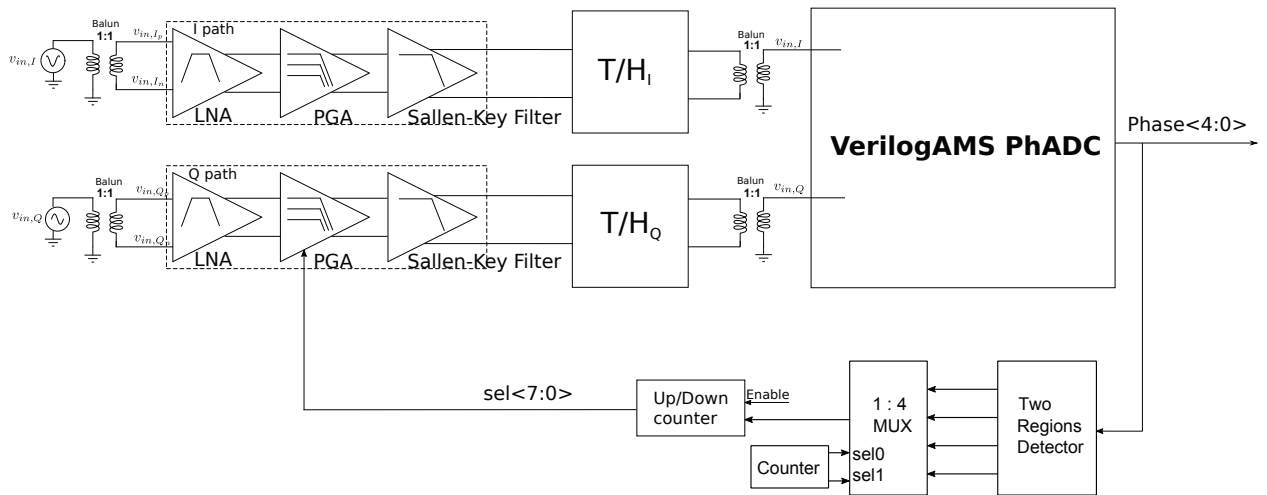 Balun
1:1
v_{in,I}
v_{in,I_p}
v_{in,I_n}
I path
LNA
PGA
Sallen-Key Filter
T/H_I
Balun
1:1
v_{in,I}
VerilogAMS PhADC
Phase<4:0>
Balun
1:1
v_{in,Q}
v_{in,Q_p}
v_{in,Q_n}
Q path
LNA
PGA
Sallen-Key Filter
T/H_Q
Balun
1:1
v_{in,Q}
sel<7:0>
Up/Down
counter
Enable
Counter
1 : 4
MUX
sel0
sel1
Two
Regions
Detector